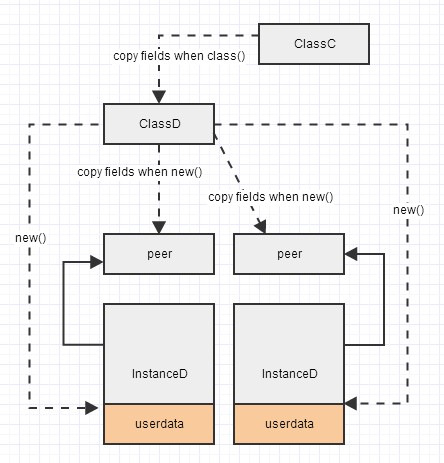 ClassC
copy fields when class()
ClassD
copy fields when new()
copy fields when new()
new()
new()
peer
peer
InstanceD
InstanceD
userdata
userdata